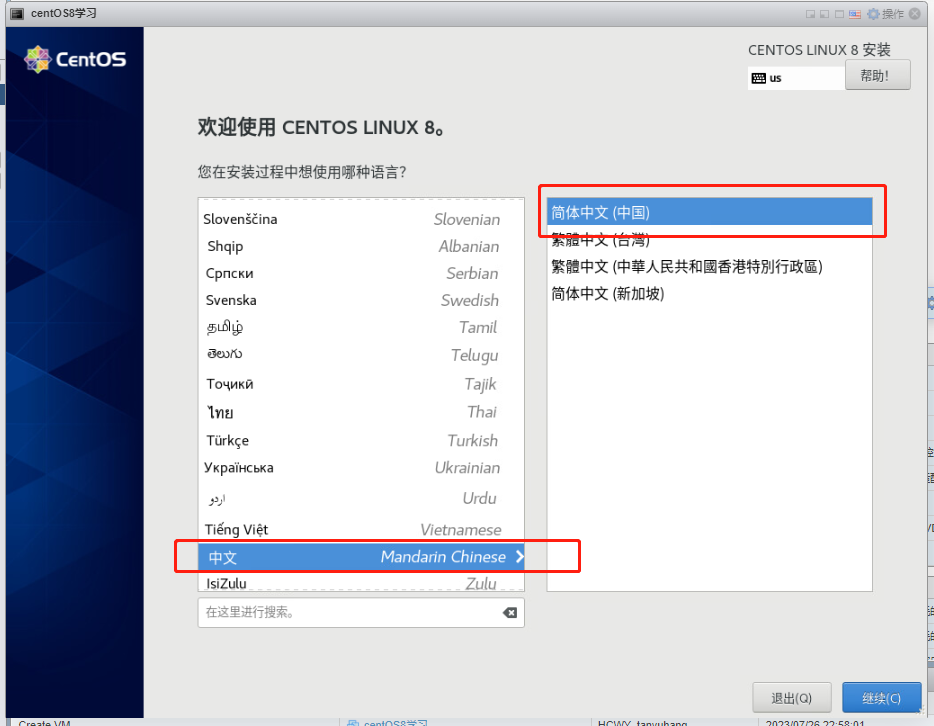 centOS8学习
操作
CentOS
CENTOS LINUX 8 安装
us
帮助!
欢迎使用 CENTOS LINUX 8。
您在安装过程中想使用哪种语言?
Slovenščina Slovenian
Shqip Albanian
Српски Serbian
Svenska Swedish
தமிழ் Tamil
తెలుగు Telugu
Тоҷикӣ Tajik
ไทย Thai
Türkçe Turkish
Українська Ukrainian
اردو Urdu
Tiếng Việt Vietnamese
中文 Mandarin Chinese
IsiZulu Zulu
简体中文 (中国)
繁體中文 (台灣)
繁體中文 (中華人民共和國香港特別行政區)
简体中文 (新加坡)
在这里进行搜索。
退出(Q)
继续(C)
Create VM
centOS8学习
HCWY_tanyuhang
2023/07/26 22:58:01